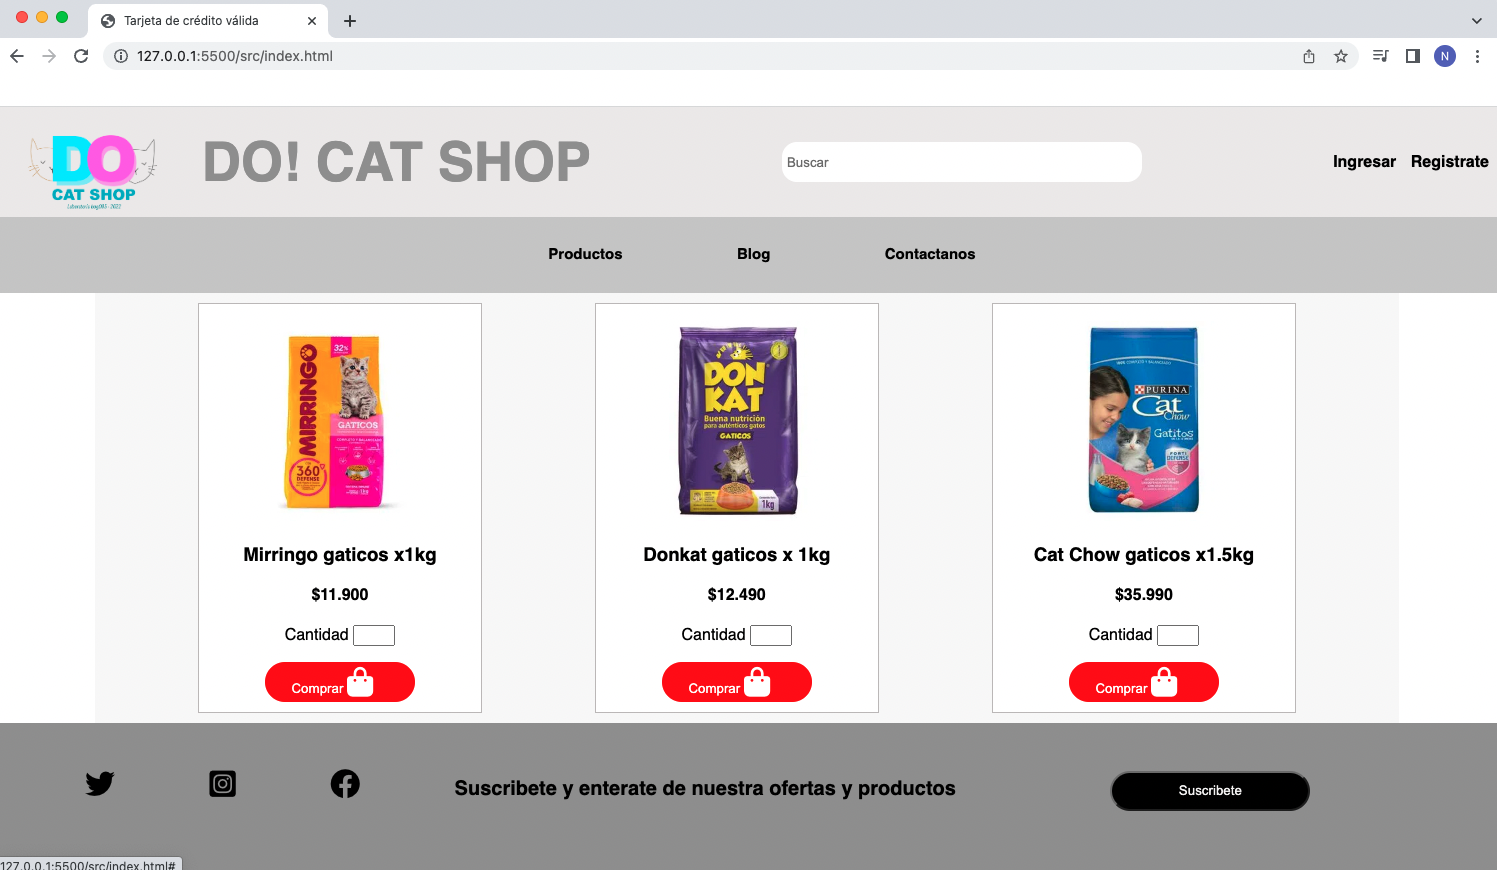 Tarjeta de crédito válida
127.0.0.1:5500/src/index.html
N
DO
CAT SHOP
DO! CAT SHOP
Buscar
Ingresar Registrate
Productos Blog Contactanos
32%
MIRRINGO
GATICOS
360°
DEFENSE
DON
KAT
Buena nutrición
para auténticos gatos
GATICOS
1kg
PURINA
Cat
Chow
Gatitos
DEFENSE
Mirringo gaticos x1kg
$11.900
Cantidad
Comprar
Donkat gaticos x 1kg
$12.490
Cantidad
Comprar
Cat Chow gaticos x1.5kg
$35.990
Cantidad
Comprar
Suscribete y enterate de nuestra ofertas y productos
Suscribete
127.0.0.1:5500/src/index.html#